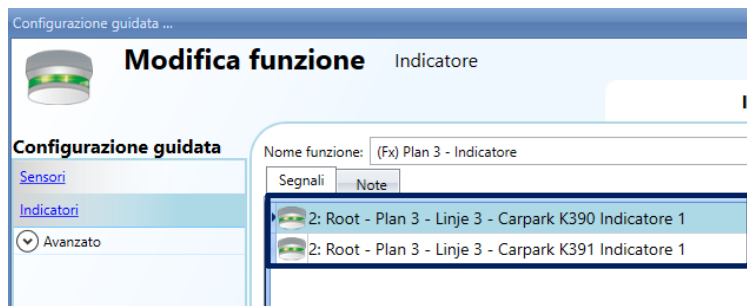 Configurazione guidata ...
Modifica funzione Indicatore
Configurazione guidata
Nome funzione: (Fx) Plan 3 - Indicatore
Sensori
Segnali Note
Indicatori
2: Root - Plan 3 - Linje 3 - Carpark K390 Indicatore 1
Avanzato
2: Root - Plan 3 - Linje 3 - Carpark K391 Indicatore 1